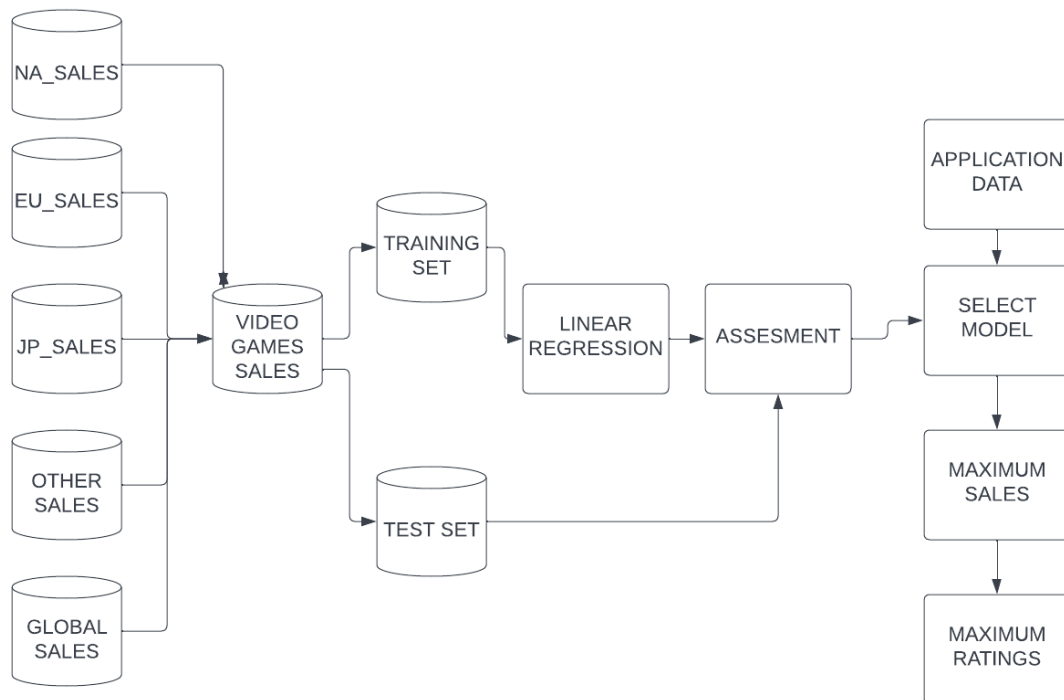 NA_SALES
EU_SALES
JP_SALES
OTHER
SALES
GLOBAL
SALES
VIDEO
GAMES
SALES
TRAINING
SET
TEST SET
LINEAR
REGRESSION
ASSESMENT
APPLICATION
DATA
SELECT
MODEL
MAXIMUM
SALES
MAXIMUM
RATINGS